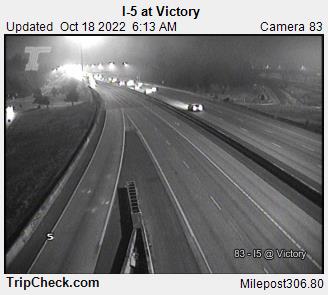 I-5 at Victory
Updated Oct 18 2022 6:13 AM Camera 83
T
S
83 - I5 @ Victory
TripCheck.com Milepost306.80